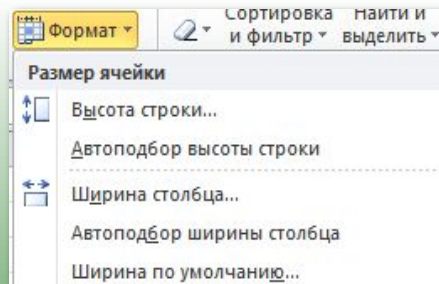 Формат
Сортировка и фильтр
Найти и выделить
Размер ячейки
Высота строки...
Автоподбор высоты строки
Ширина столбца...
Автоподбор ширины столбца
Ширина по умолчанию...